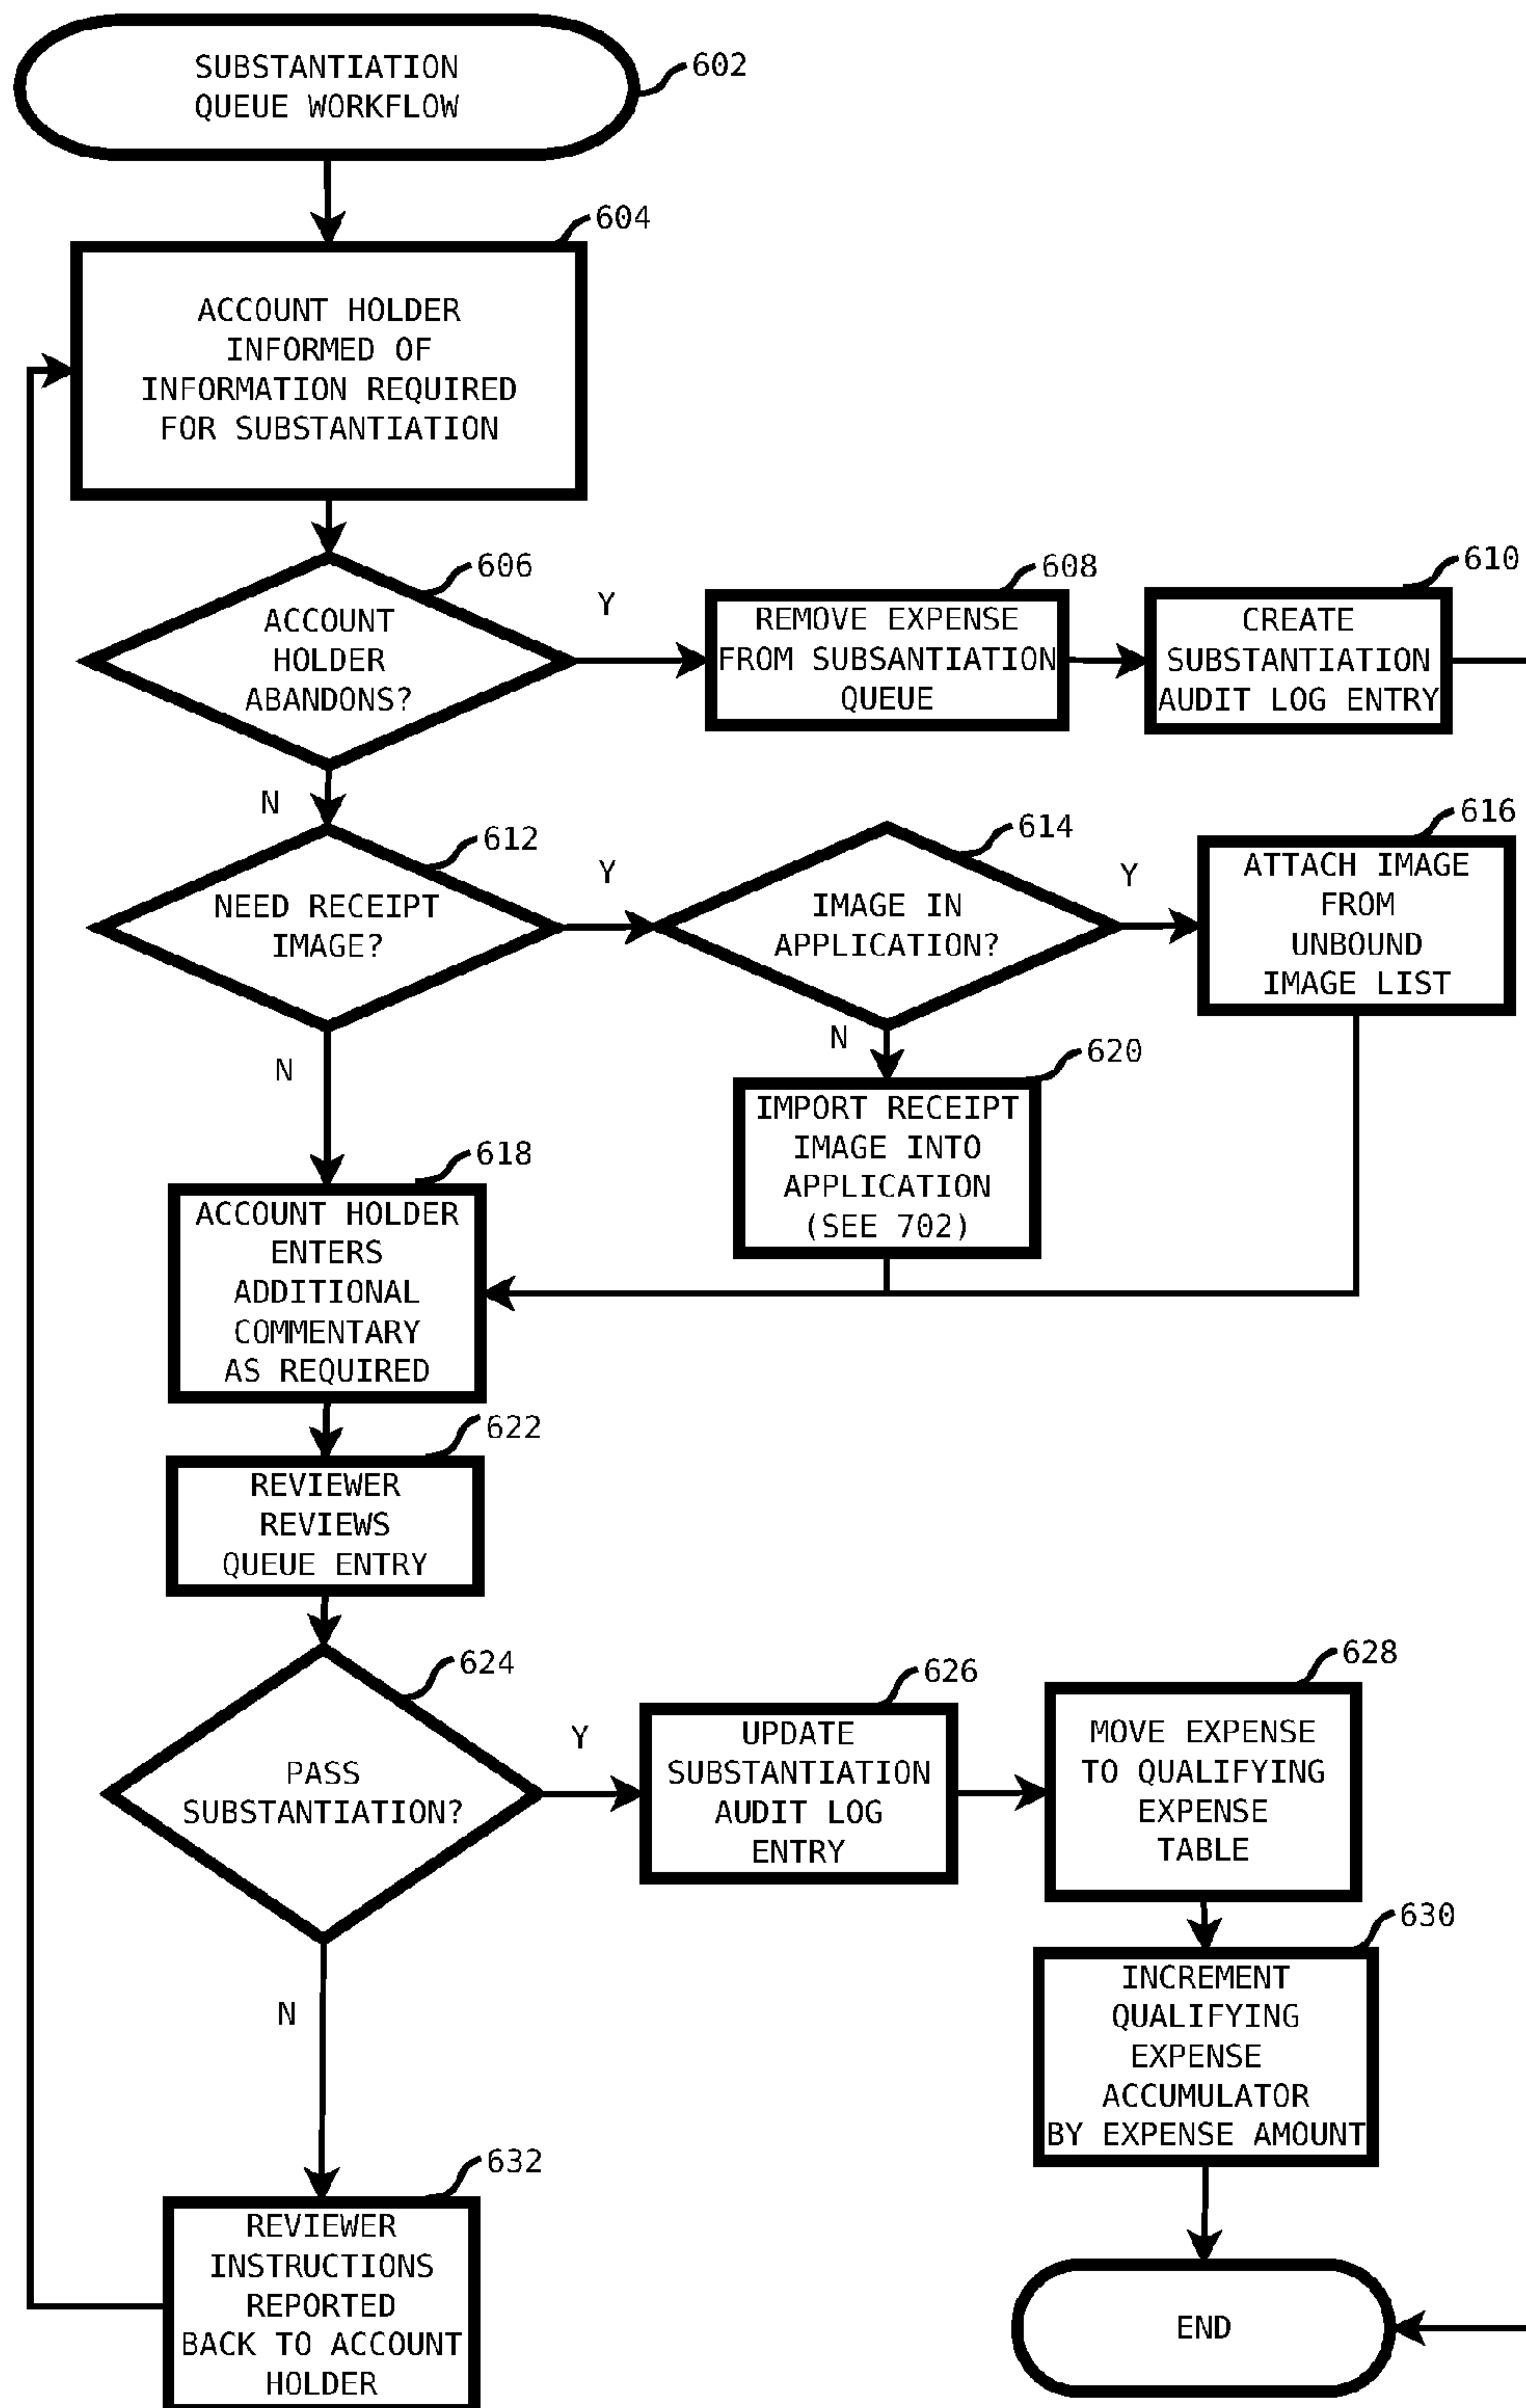 SUBSTANTIATION
QUEUE WORKFLOW
602
604
ACCOUNT HOLDER
INFORMED OF
INFORMATION REQUIRED
FOR SUBSTANTIATION
606
ACCOUNT
HOLDER
ABANDONS?
Y
608
REMOVE EXPENSE
FROM SUBSANTIATION
QUEUE
610
CREATE
SUBSTANTIATION
AUDIT LOG ENTRY
N
612
NEED RECEIPT
IMAGE?
Y
614
IMAGE IN
APPLICATION?
Y
616
ATTACH IMAGE
FROM
UNBOUND
IMAGE LIST
N
620
IMPORT RECEIPT
IMAGE INTO
APPLICATION
(SEE 702)
N
618
ACCOUNT HOLDER
ENTERS
ADDITIONAL
COMMENTARY
AS REQUIRED
622
REVIEWER
REVIEWS
QUEUE ENTRY
624
PASS
SUBSTANTIATION?
Y
626
UPDATE
SUBSTANTIATION
AUDIT LOG
ENTRY
628
MOVE EXPENSE
TO QUALIFYING
EXPENSE
TABLE
630
INCREMENT
QUALIFYING
EXPENSE
ACCUMULATOR
BY EXPENSE AMOUNT
N
632
REVIEWER
INSTRUCTIONS
REPORTED
BACK TO ACCOUNT
HOLDER
END